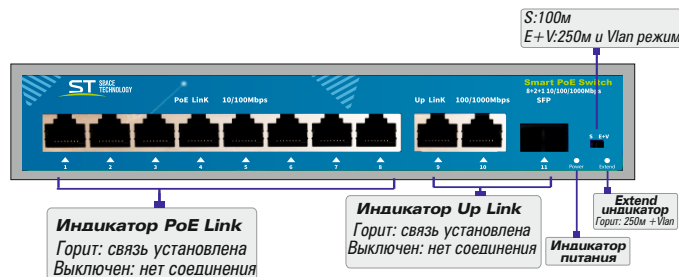 S:100м
E+V:250м и Vlan режим
ST SPACE
TECHNOLOGY
Smart PoE Switch
8+2+1 10/100/1000Mbps
PoE LinK 10/100Mbps
Up LinK 100/1000Mbps
SFP
S E+V
1 2 3 4 5 6 7 8 9 10 11
Power Extend
Индикатор PoE Link
Горит: связь установлена
Выключен: нет соединения
Индикатор Up Link
Горит: связь установлена
Выключен: нет соединения
Индикатор
питания
Extend
индикатор
Горит: 250м +Vlan